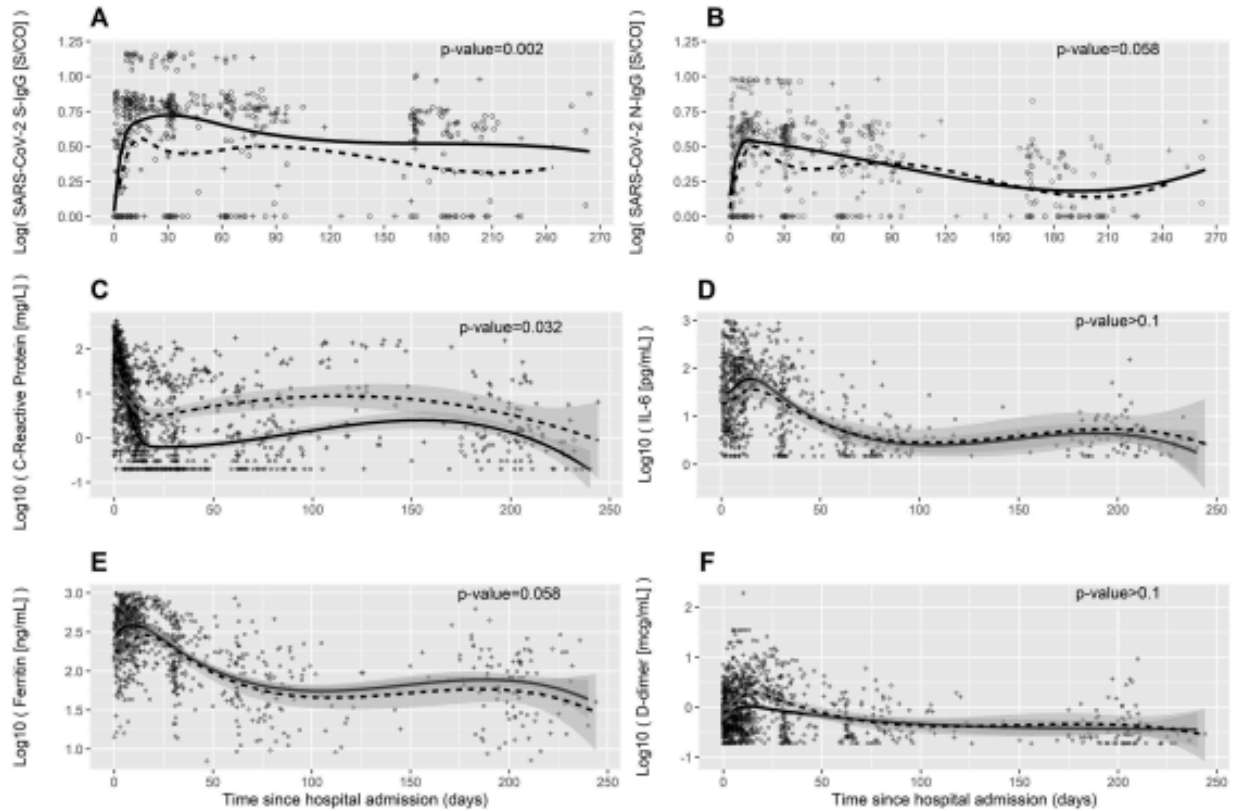 A
Log( SARS-CoV-2 S-IgG [S/CO] )
1.25
1.00
0.75
0.50
0.25
0.00
p-value=0.002
0 30 60 90 120 150 180 210 240 270
B
Log( SARS-CoV-2 N-IgG [S/CO] )
1.25
1.00
0.75
0.50
0.25
0.00
p-value=0.058
0 30 60 90 120 150 180 210 240 270
C
Log10 ( C-Reactive Protein [mg/L] )
2
1
0
-1
p-value=0.032
0 50 100 150 200 250
D
Log10 ( IL-6 [pg/mL] )
3
2
1
0
p-value>0.1
0 50 100 150 200 250
E
Log10 ( Ferritin [ng/mL] )
3.0
2.5
2.0
1.5
1.0
p-value=0.058
0 50 100 150 200 250
Time since hospital admission (days)
F
Log10 ( D-dimer [mcg/mL] )
2
1
0
-1
p-value>0.1
0 50 100 150 200 250
Time since hospital admission (days)